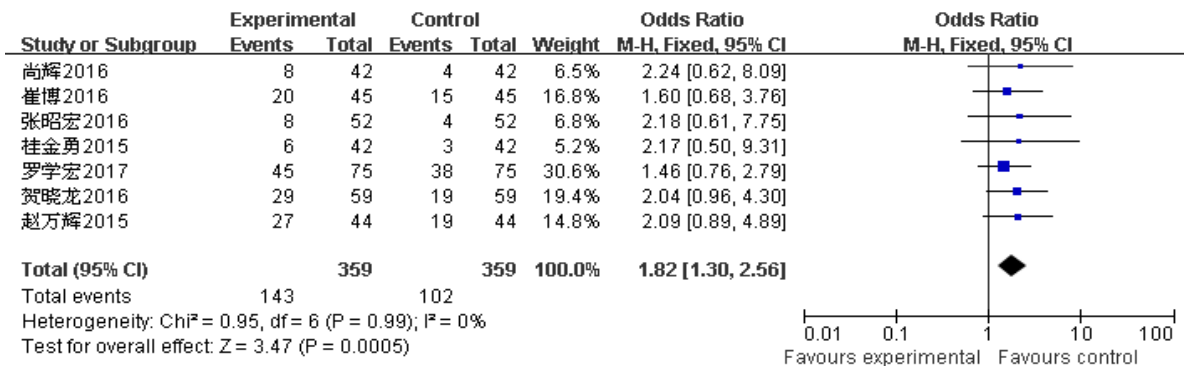 Experimental Control Odds Ratio Odds Ratio
Study or Subgroup Events Total Events Total Weight M-H, Fixed, 95% CI M-H, Fixed, 95% CI
尚辉2016 8 42 4 42 6.5% 2.24 [0.62, 8.09]
崔博2016 20 45 15 45 16.8% 1.60 [0.68, 3.76]
张昭宏2016 8 52 4 52 6.8% 2.18 [0.61, 7.75]
桂金勇2015 6 42 3 42 5.2% 2.17 [0.50, 9.31]
罗学宏2017 45 75 38 75 30.6% 1.46 [0.76, 2.79]
贺晓龙2016 29 59 19 59 19.4% 2.04 [0.96, 4.30]
赵万辉2015 27 44 19 44 14.8% 2.09 [0.89, 4.89]
Total (95% CI) 359 359 100.0% 1.82 [1.30, 2.56]
Total events 143 102
Heterogeneity: Chi² = 0.95, df = 6 (P = 0.99); I² = 0%
Test for overall effect: Z = 3.47 (P = 0.0005)
0.01 0.1 1 10 100
Favours experimental Favours control